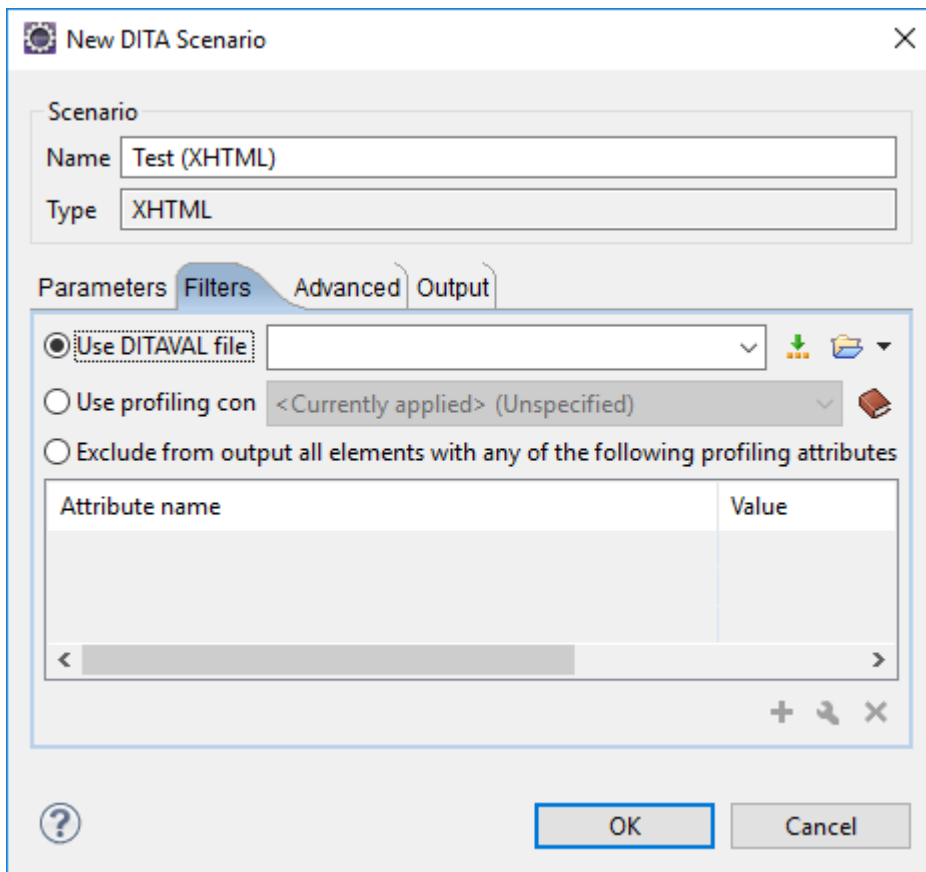 New DITA Scenario
Scenario
Name Test (XHTML)
Type XHTML
Parameters Filters Advanced Output
Use DITAVAL file
Use profiling con <Currently applied> (Unspecified)
Exclude from output all elements with any of the following profiling attributes
Attribute name Value
OK Cancel